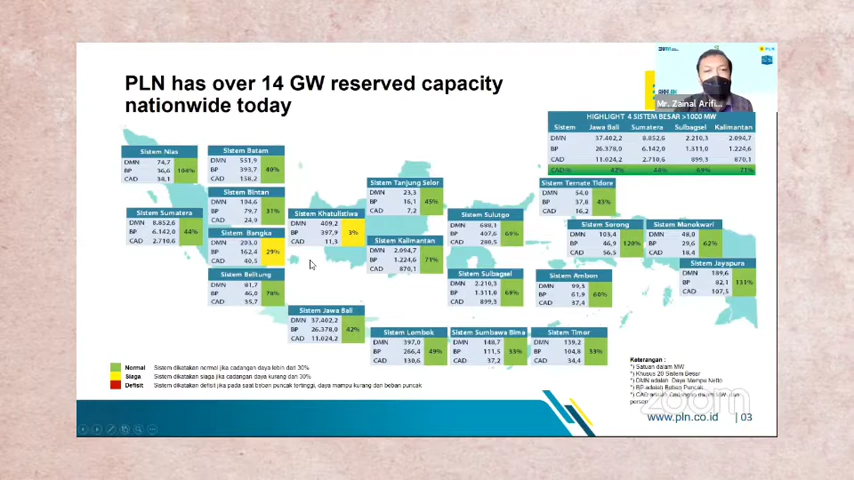 PLN has over 14 GW reserved capacity
nationwide today
Mr. Zainal Arifi...
HIGHLIGHT 4 SISTEM BESAR >1000 MW
Sistem Jawa Bali Sumatera Sulbagsel Kalimantan
DMN 37.402,2 8.852,6 2.210,3 2.094,7
BP 26.378,0 6.142,0 1.311,0 1.224,6
CAD 11.024,2 2.710,6 899,3 870,1
CAD% 42% 44% 69% 71%
Sistem Nias
DMN 74,7
BP 36,6 104%
CAD 38,1
Sistem Batam
DMN 551,9
BP 393,7 40%
CAD 158,2
Sistem Bintan
DMN 104,6
BP 79,7 31%
CAD 24,9
Sistem Sumatera
DMN 8.852,6
BP 6.142,0 44%
CAD 2.710,6
Sistem Bangka
DMN 203,0
BP 162,4 29%
CAD 40,5
Sistem Belitung
DMN 81,7
BP 46,0 78%
CAD 35,7
Sistem Khatulistiwa
DMN 409,2
BP 397,9 3%
CAD 11,3
Sistem Jawa Bali
DMN 37.402,2
BP 26.378,0 42%
CAD 11.024,2
Sistem Tanjung Selor
DMN 23,3
BP 16,1 45%
CAD 7,2
Sistem Kalimantan
DMN 2.094,7
BP 1.224,6 71%
CAD 870,1
Sistem Sulutgo
DMN 688,1
BP 407,6 69%
CAD 280,5
Sistem Sulbagsel
DMN 2.210,3
BP 1.311,0 69%
CAD 899,3
Sistem Ternate Tidore
DMN 54,0
BP 37,8 43%
CAD 16,2
Sistem Sorong
DMN 103,4
BP 46,9 120%
CAD 56,5
Sistem Manokwari
DMN 48,0
BP 29,6 62%
CAD 18,4
Sistem Jayapura
DMN 189,6
BP 82,1 131%
CAD 107,5
Sistem Ambon
DMN 99,3
BP 61,9 60%
CAD 37,4
Sistem Lombok
DMN 397,0
BP 266,4 49%
CAD 130,6
Sistem Sumbawa Bima
DMN 148,7
BP 111,5 33%
CAD 37,2
Sistem Timor
DMN 139,2
BP 104,8 33%
CAD 34,4
Normal Sistem dikatakan normal jika cadangan daya lebih dari 30%
Siaga Sistem dikatakan siaga jika cadangan daya kurang dari 30%
Defisit Sistem dikatakan defisit jika pada saat beban puncak tertinggi, daya mampu kurang dari beban puncak
Keterangan :
*) Satuan dalam MW
*) Khusus 20 Sistem Besar
*) DMN adalah Daya Mampu Netto
*) BP adalah Beban Puncak
zoom
www.pln.co.id | 03